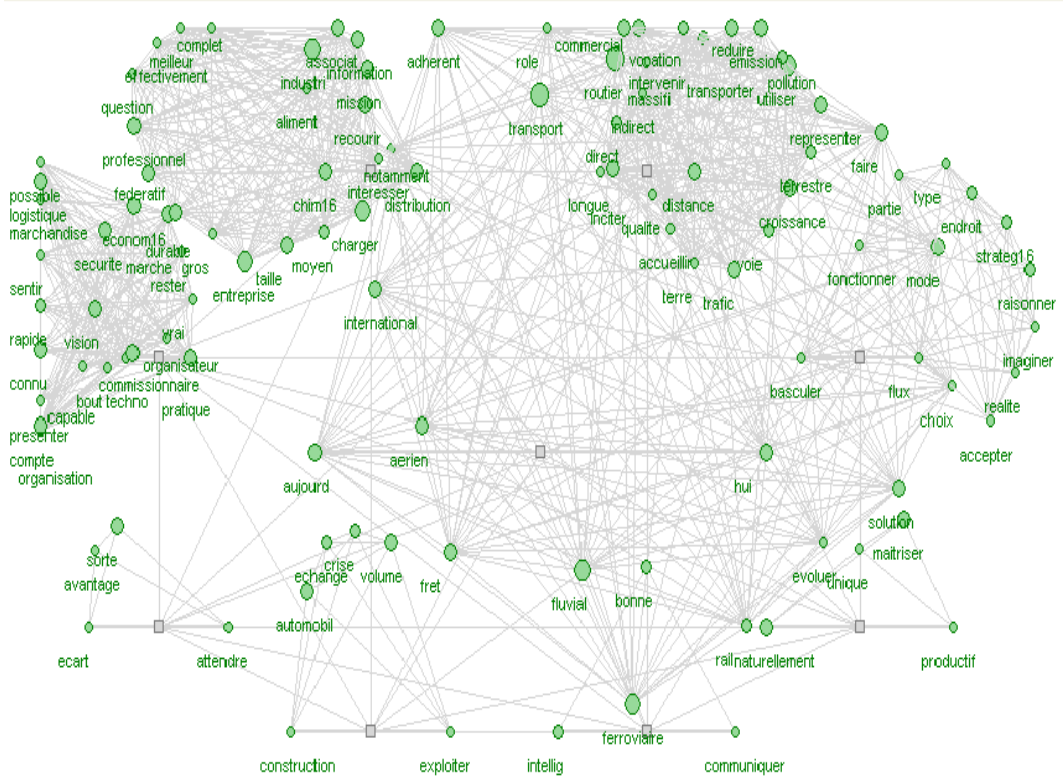 complet
meilleur
effectivement
associat
information
industri
mission
aliment
recourir
question
professionnel
federatif
adherent
role
commercial
vopation
reduire
emission
pollution
routier
intervenir
massifi
transporter
utiliser
transport
indirect
representer
direct
faire
notamment
interesser
distribution
chim16
longue
inciter
distance
qualite
terrestre
croissance
partie
type
endroit
possible
logistique
marchandise
econom16
durable
securite
marche
gros
charger
moyen
taille
entreprise
rester
accueillir
voie
terre
trafic
fonctionner
mode
strateg16
raisonner
sentir
international
imaginer
rapide
vision
vrai
organisateur
connu
commissionnaire
bout
techno
pratique
capable
presenter
compte
organisation
basculer
flux
choix
realite
accepter
aerien
aujourd
hui
solution
maitriser
sorte
avantage
echange
crise
volume
fret
fluvial
bonne
evoluer
unique
automobil
ecart
attendre
rail
naturellement
productif
ferroviaire
construction
exploiter
intellig
communiquer